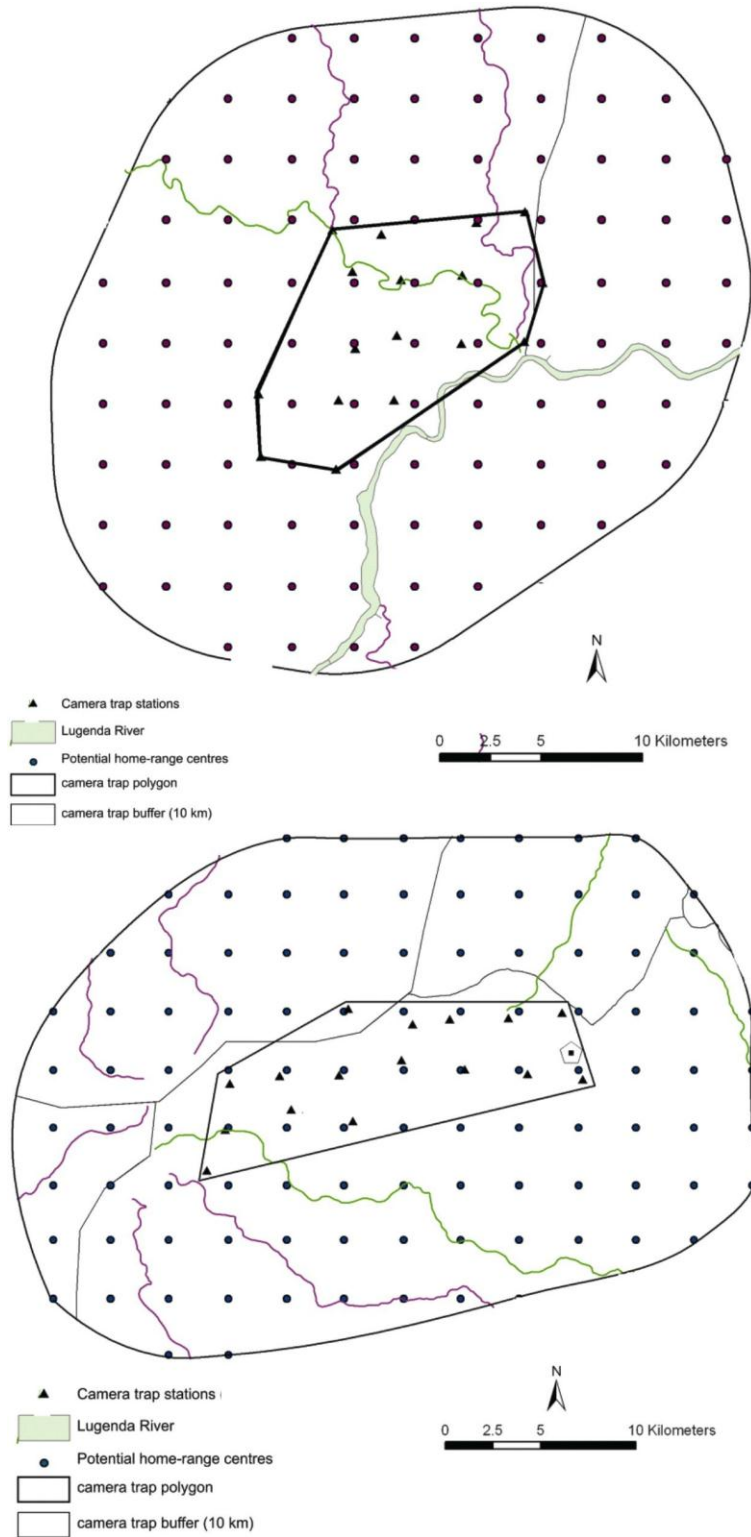 N
Camera trap stations
Lugenda River
Potential home-range centres
camera trap polygon
camera trap buffer (10 km)
0 2.5 5 10 Kilometers
N
Camera trap stations
Lugenda River
Potential home-range centres
camera trap polygon
camera trap buffer (10 km)
0 2.5 5 10 Kilometers